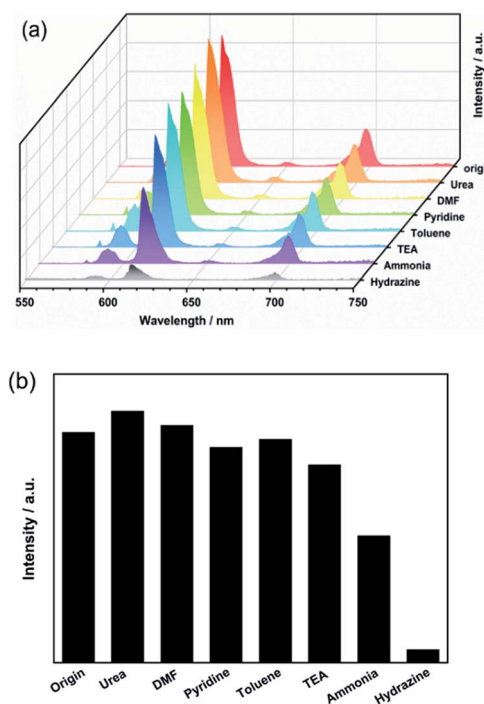 (a)
Intensity / a.u.
orig
Urea
DMF
Pyridine
Toluene
TEA
Ammonia
Hydrazine
550
600
650
700
750
Wavelength / nm
(b)
Intensity / a.u.
Origin
Urea
DMF
Pyridine
Toluene
TEA
Ammonia
Hydrazine